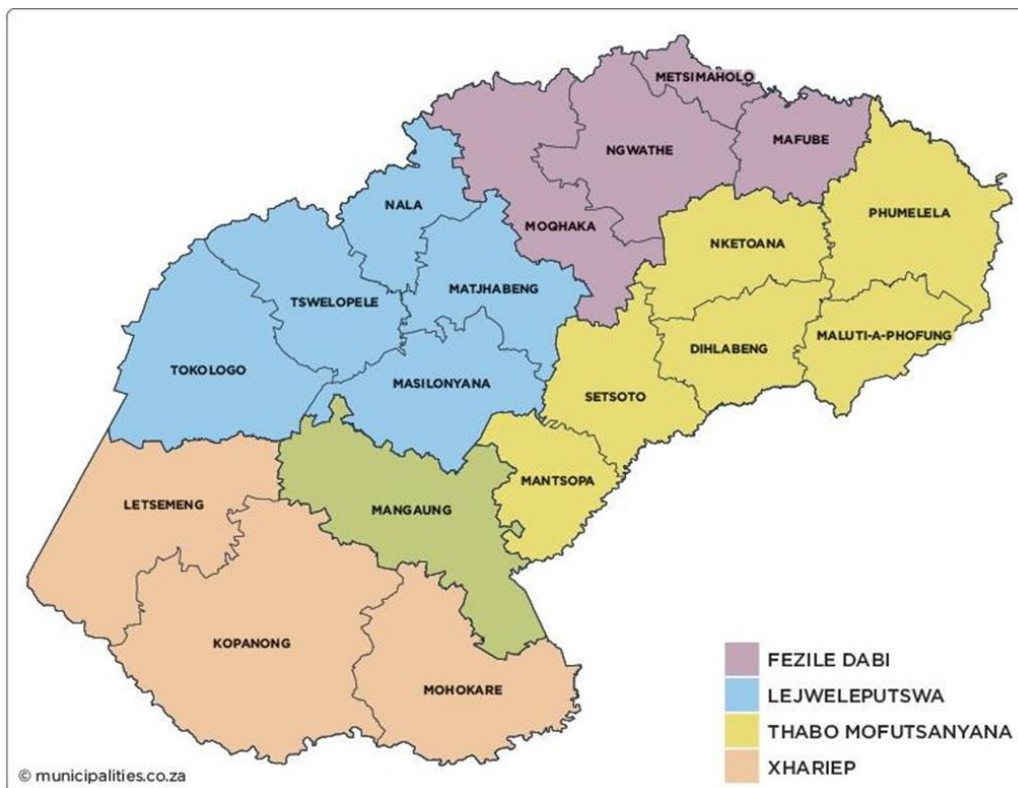 METSIMAHOLO
NGWATHE
MAFUBE
NALA
MOQHAKA
PHUMELELA
NKETOANA
TSWELOPELE
MATJHABENG
MALUTI-A-PHOFUNG
DIHLABENG
TOKOLOGO
MASILONYANA
SETSOTO
LETSEMENG
MANGAUNG
MANTSOPA
KOPANONG
MOHOKARE
FEZILE DABI
LEJWELEPUTSWA
THABO MOFUTSANYANA
XHARIEP
© municipalities.co.za